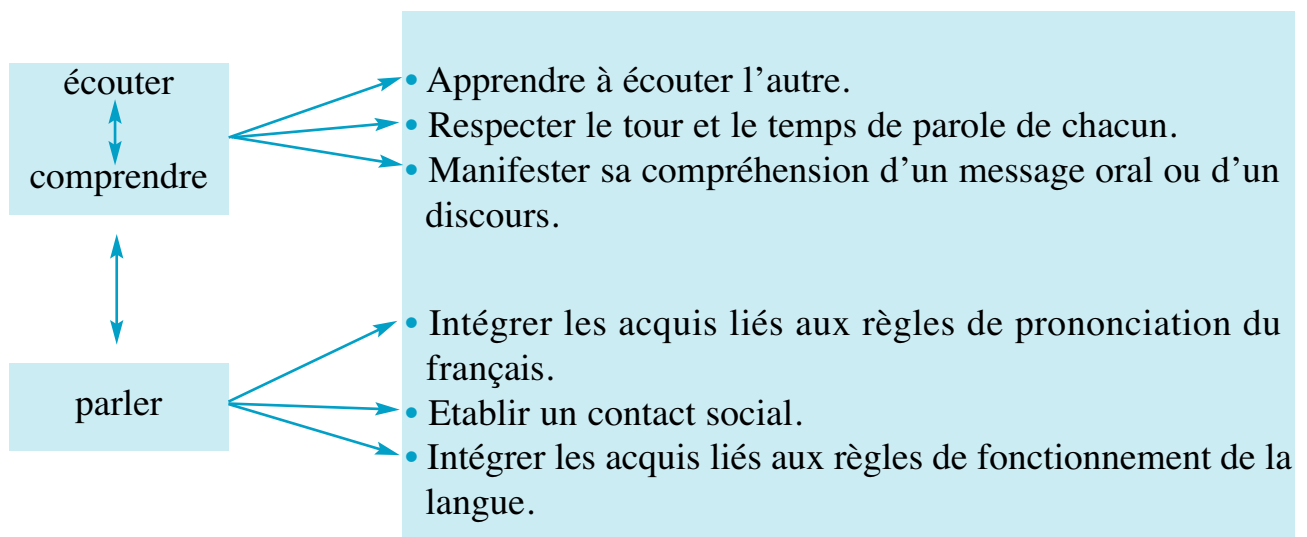 écouter
comprendre
• Apprendre à écouter l’autre.
• Respecter le tour et le temps de parole de chacun.
• Manifester sa compréhension d’un message oral ou d’un
discours.
parler
• Intégrer les acquis liés aux règles de prononciation du
français.
• Etablir un contact social.
• Intégrer les acquis liés aux règles de fonctionnement de la
langue.